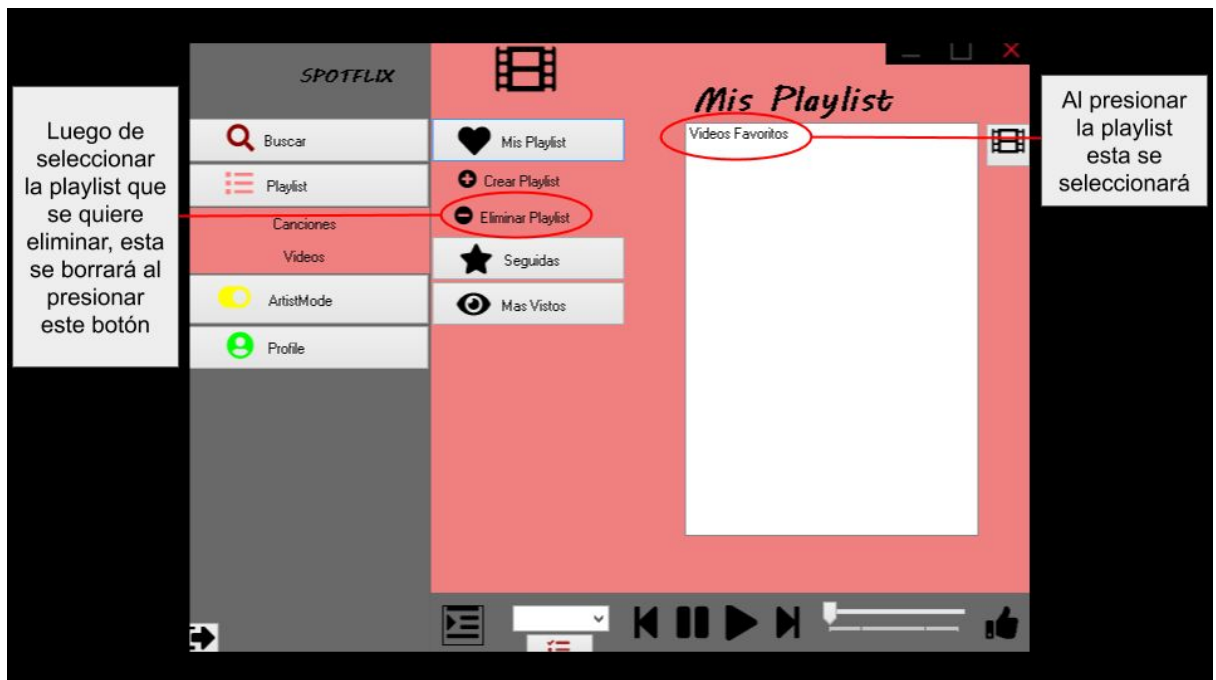 SPOTFLIX
Mis Playlist
Luego de
seleccionar
la playlist que
se quiere
eliminar, esta
se borrará al
presionar
este botón
Buscar
Playlist
Canciones
Videos
ArtistMode
Profile
Mis Playlist
Crear Playlist
Eliminar Playlist
Seguidas
Mas Vistos
Videos Favoritos
Al presionar
la playlist
esta se
seleccionará